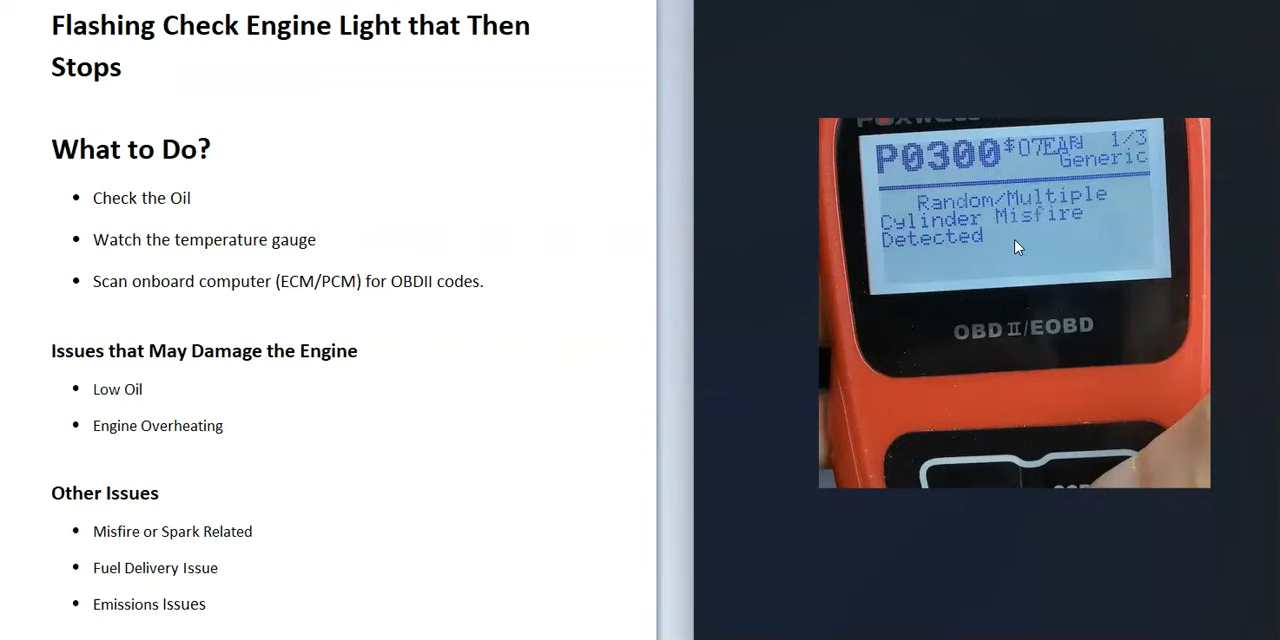 Flashing Check Engine Light that Then
Stops
What to Do?
• Check the Oil
• Watch the temperature gauge
• Scan onboard computer (ECM/PCM) for OBDII codes.
Issues that May Damage the Engine
• Low Oil
• Engine Overheating
Other Issues
• Misfire or Spark Related
• Fuel Delivery Issue
• Emissions Issues
P0300 $07 1/3
Generic
Random/Multiple
Cylinder Misfire
Detected
OBD II/EOBD